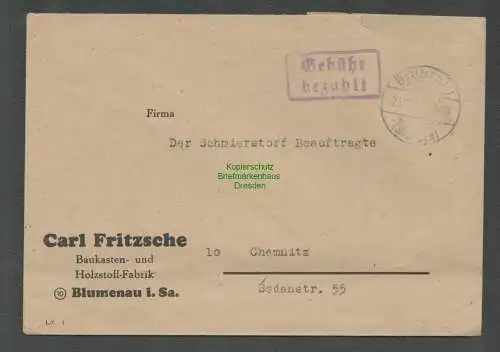 Gebühr
bezahlt
Firma
Der Schmierstoff Beauftragte
Kopierschutz
Briefmarkenhaus
Dresden
Carl Fritzsche
Baukasten- und
Holzstoff-Fabrik
10 Blumenau i. Sa.
10 Chemnitz
Sedanstr. 55